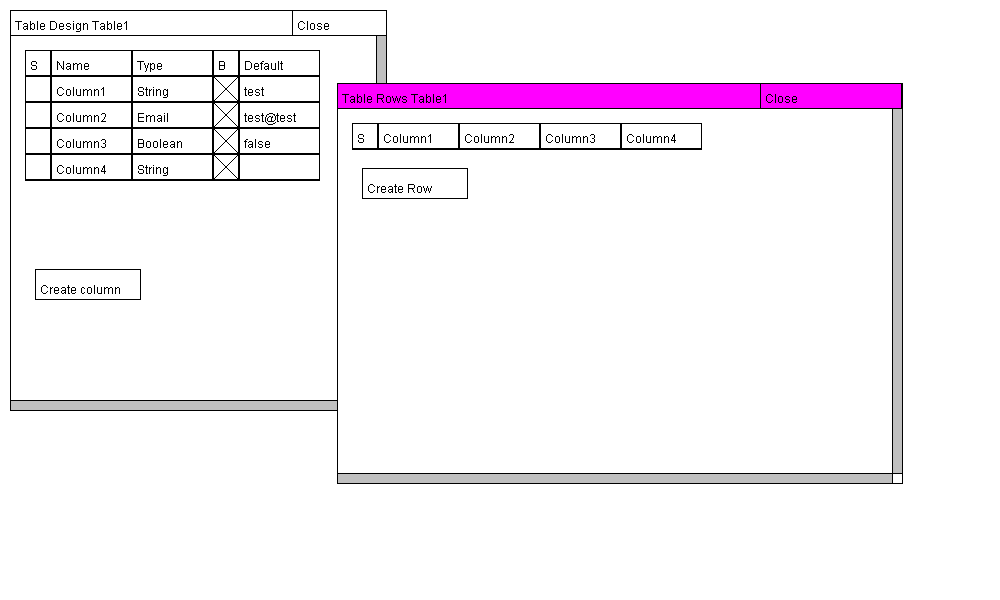 Table Design Table1 Close
S Name Type B Default
Column1 String test
Column2 Email test@test
Column3 Boolean false
Column4 String
Create column
Table Rows Table1 Close
S Column1 Column2 Column3 Column4
Create Row